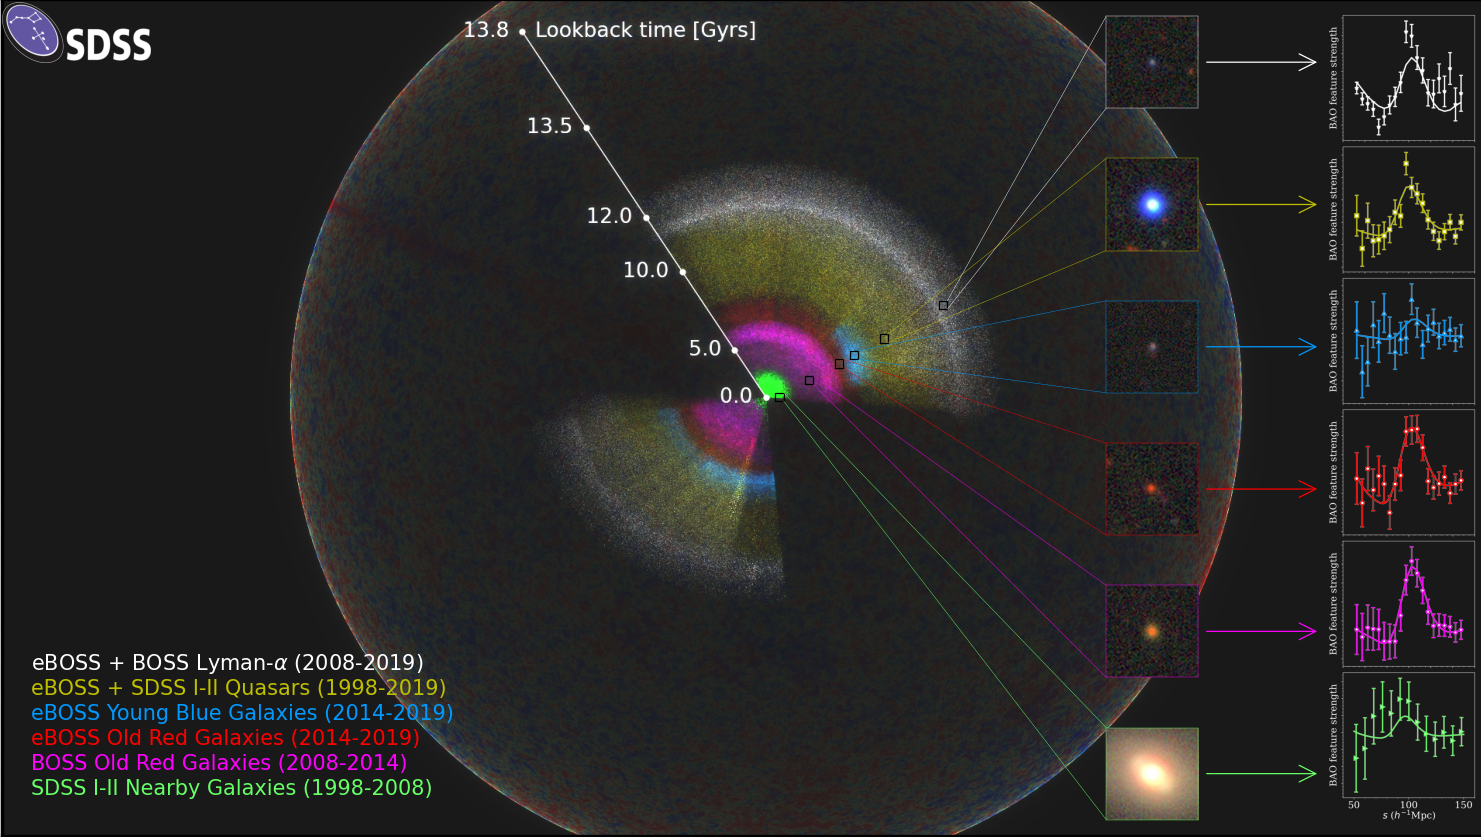 SDSS
13.8 Lookback time [Gyrs]
13.5
12.0
10.0
5.0
0.0
eBOSS + BOSS Lyman-α (2008-2019)
eBOSS + SDSS I-II Quasars (1998-2019)
eBOSS Young Blue Galaxies (2014-2019)
eBOSS Old Red Galaxies (2014-2019)
BOSS Old Red Galaxies (2008-2014)
SDSS I-II Nearby Galaxies (1998-2008)
BAO feature strength
BAO feature strength
BAO feature strength
BAO feature strength
BAO feature strength
BAO feature strength
50 100 150
s (h⁻¹Mpc)